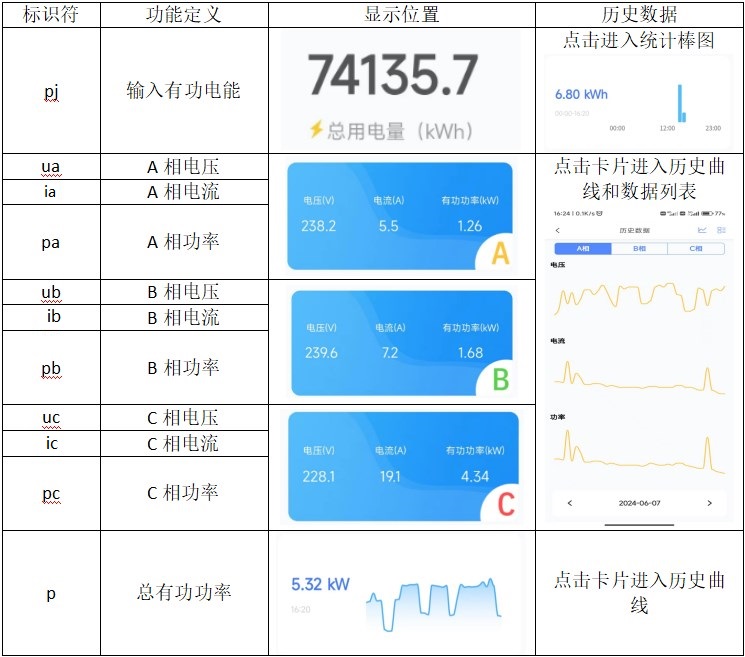 标识符 功能定义 显示位置 历史数据
pj 输入有功电能
74135.7
总用电量（kWh）
点击进入统计棒图
6.80 kWh
00:00-16:20
00:00 12:00 23:00
ua A 相电压
ia A 相电流
pa A 相功率
电压(V) 电流(A) 有功功率(kW)
238.2 5.5 1.26
A
点击卡片进入历史曲
线和数据列表
16:24 | 0.1K/s
77%
历史数据
A相 B相 C相
电压
电流
功率
2024-06-07
ub B 相电压
ib B 相电流
pb B 相功率
电压(V) 电流(A) 有功功率(kW)
239.6 7.2 1.68
B
uc C 相电压
ic C 相电流
pc C 相功率
电压(V) 电流(A) 有功功率(kW)
228.1 19.1 4.34
C
p 总有功功率
5.32 kW
16:20
点击卡片进入历史曲
线